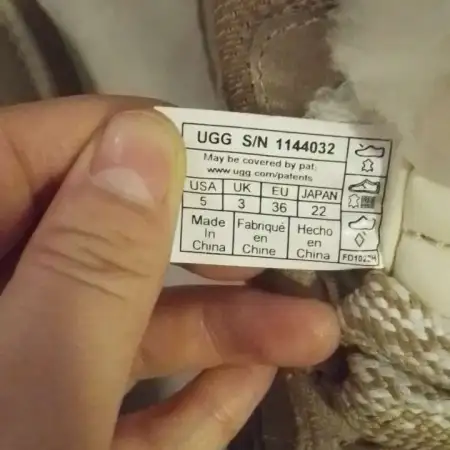 UGG S/N 1144032
May be covered by pat:
www.ugg.com/patents
USA UK EU JAPAN
5 3 36 22
Made Fabriqué Hecho
In en en
China Chine China